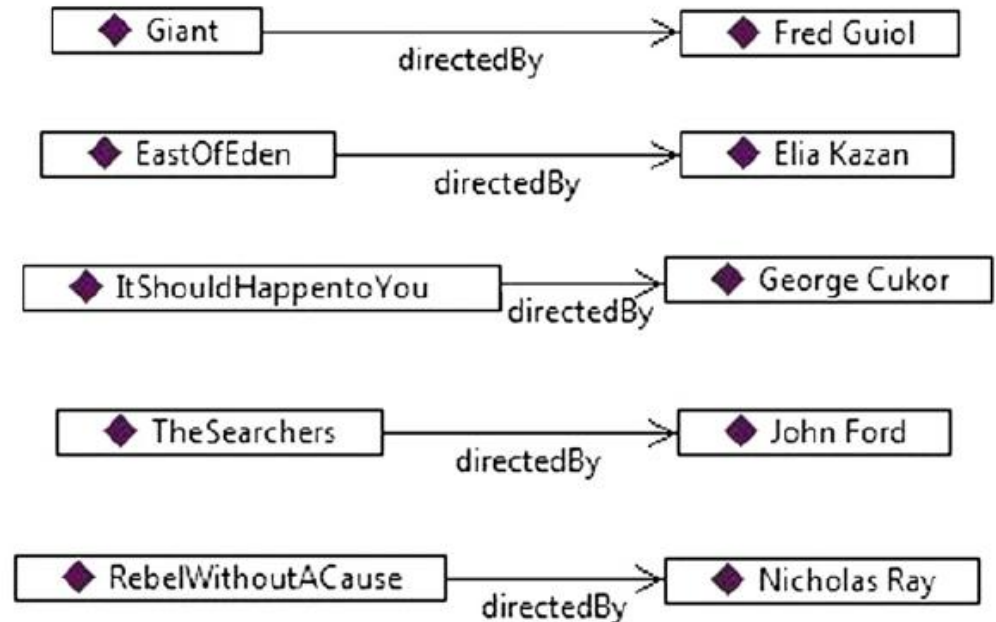 Giant
directedBy
Fred Guiol
EastOfEden
directedBy
Elia Kazan
ItShouldHappentoYou
directedBy
George Cukor
TheSearchers
directedBy
John Ford
RebelWithoutACause
directedBy
Nicholas Ray